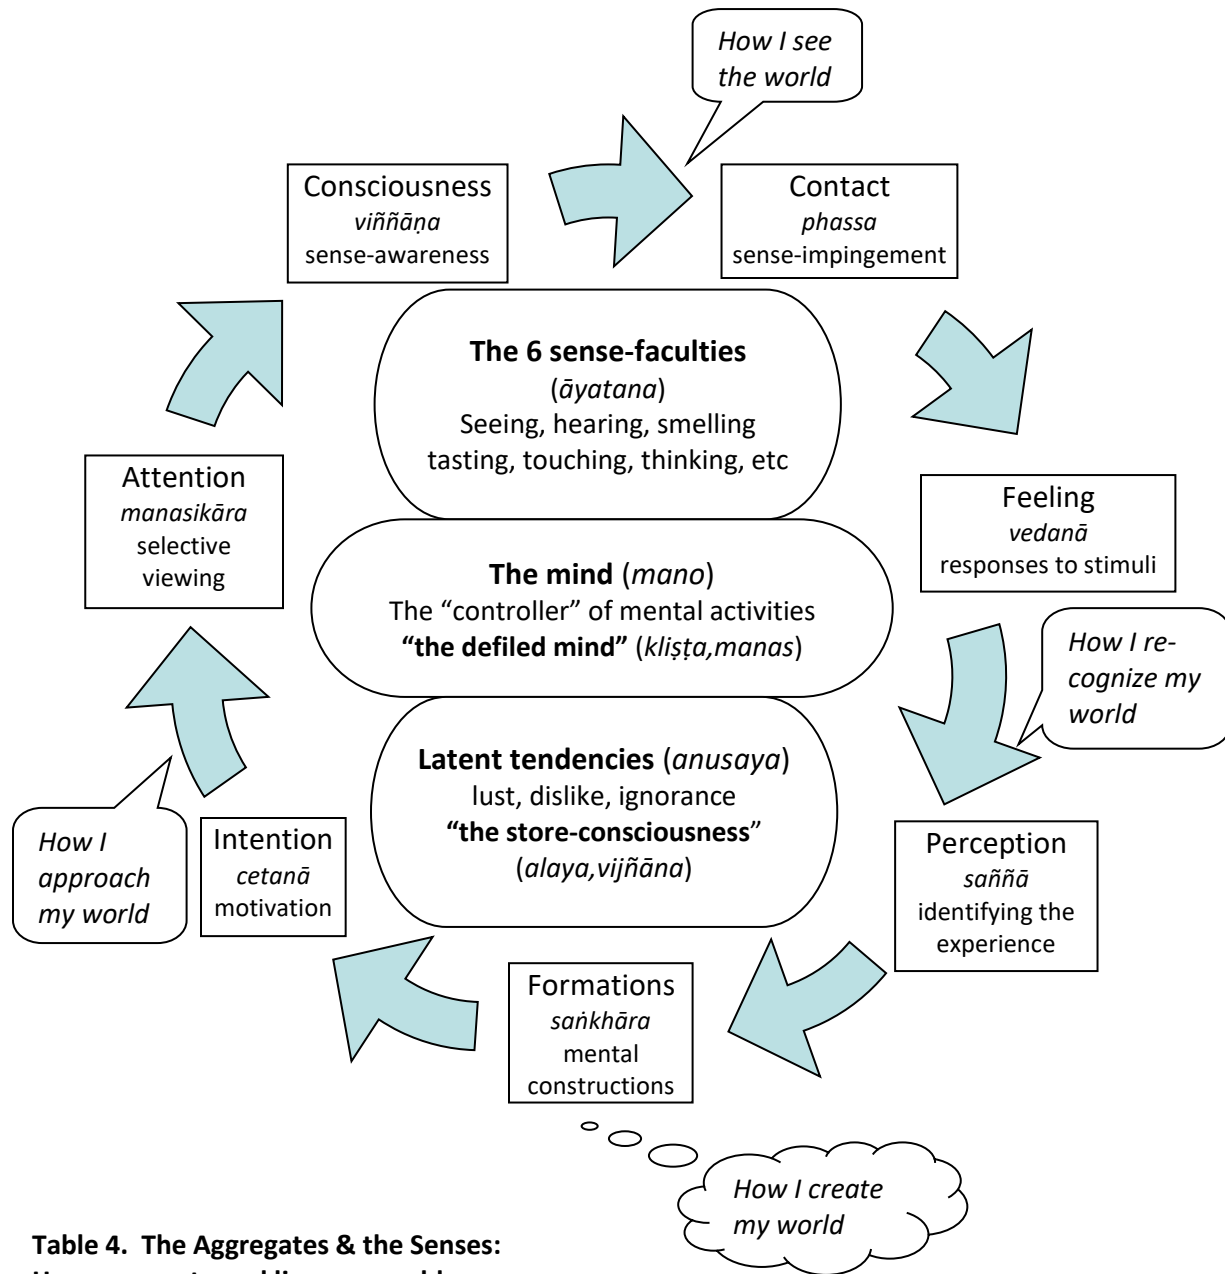 How I see
the world
Consciousness
viññāṇa
sense-awareness
Contact
phassa
sense-impingement
The 6 sense-faculties
(āyatana)
Seeing, hearing, smelling
tasting, touching, thinking, etc
Attention
manasikāra
selective
viewing
Feeling
vedanā
responses to stimuli
The mind (mano)
The “controller” of mental activities
“the defiled mind” (kliṣṭa,manas)
How I re-
cognize my
world
Latent tendencies (anusaya)
lust, dislike, ignorance
“the store-consciousness”
(alaya,vijñāna)
How I
approach
my world
Intention
cetanā
motivation
Perception
saññā
identifying the
experience
Formations
saṅkhāra
mental
constructions
How I create
my world
Table 4. The Aggregates & the Senses: